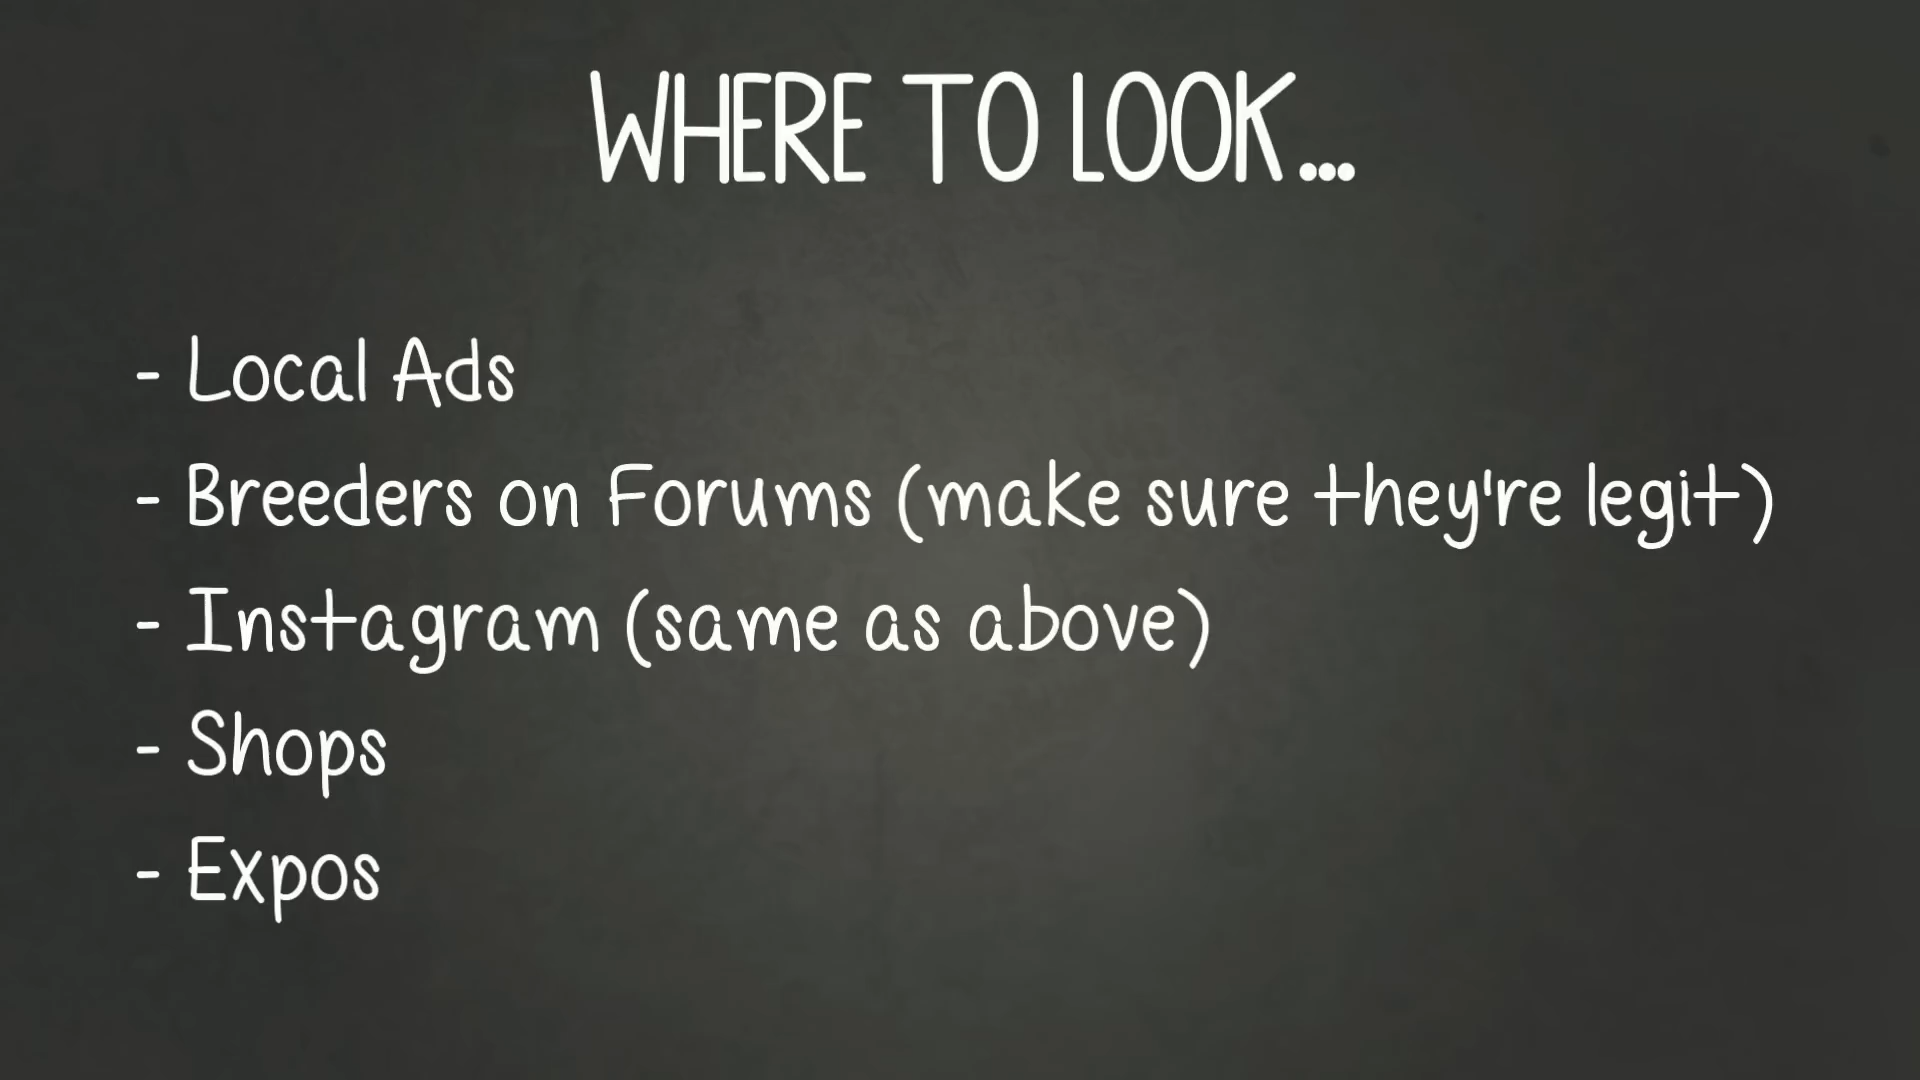 WHERE TO LOOK...
- Local Ads
- Breeders on Forums (make sure they're legit)
- Instagram (same as above)
- Shops
- Expos